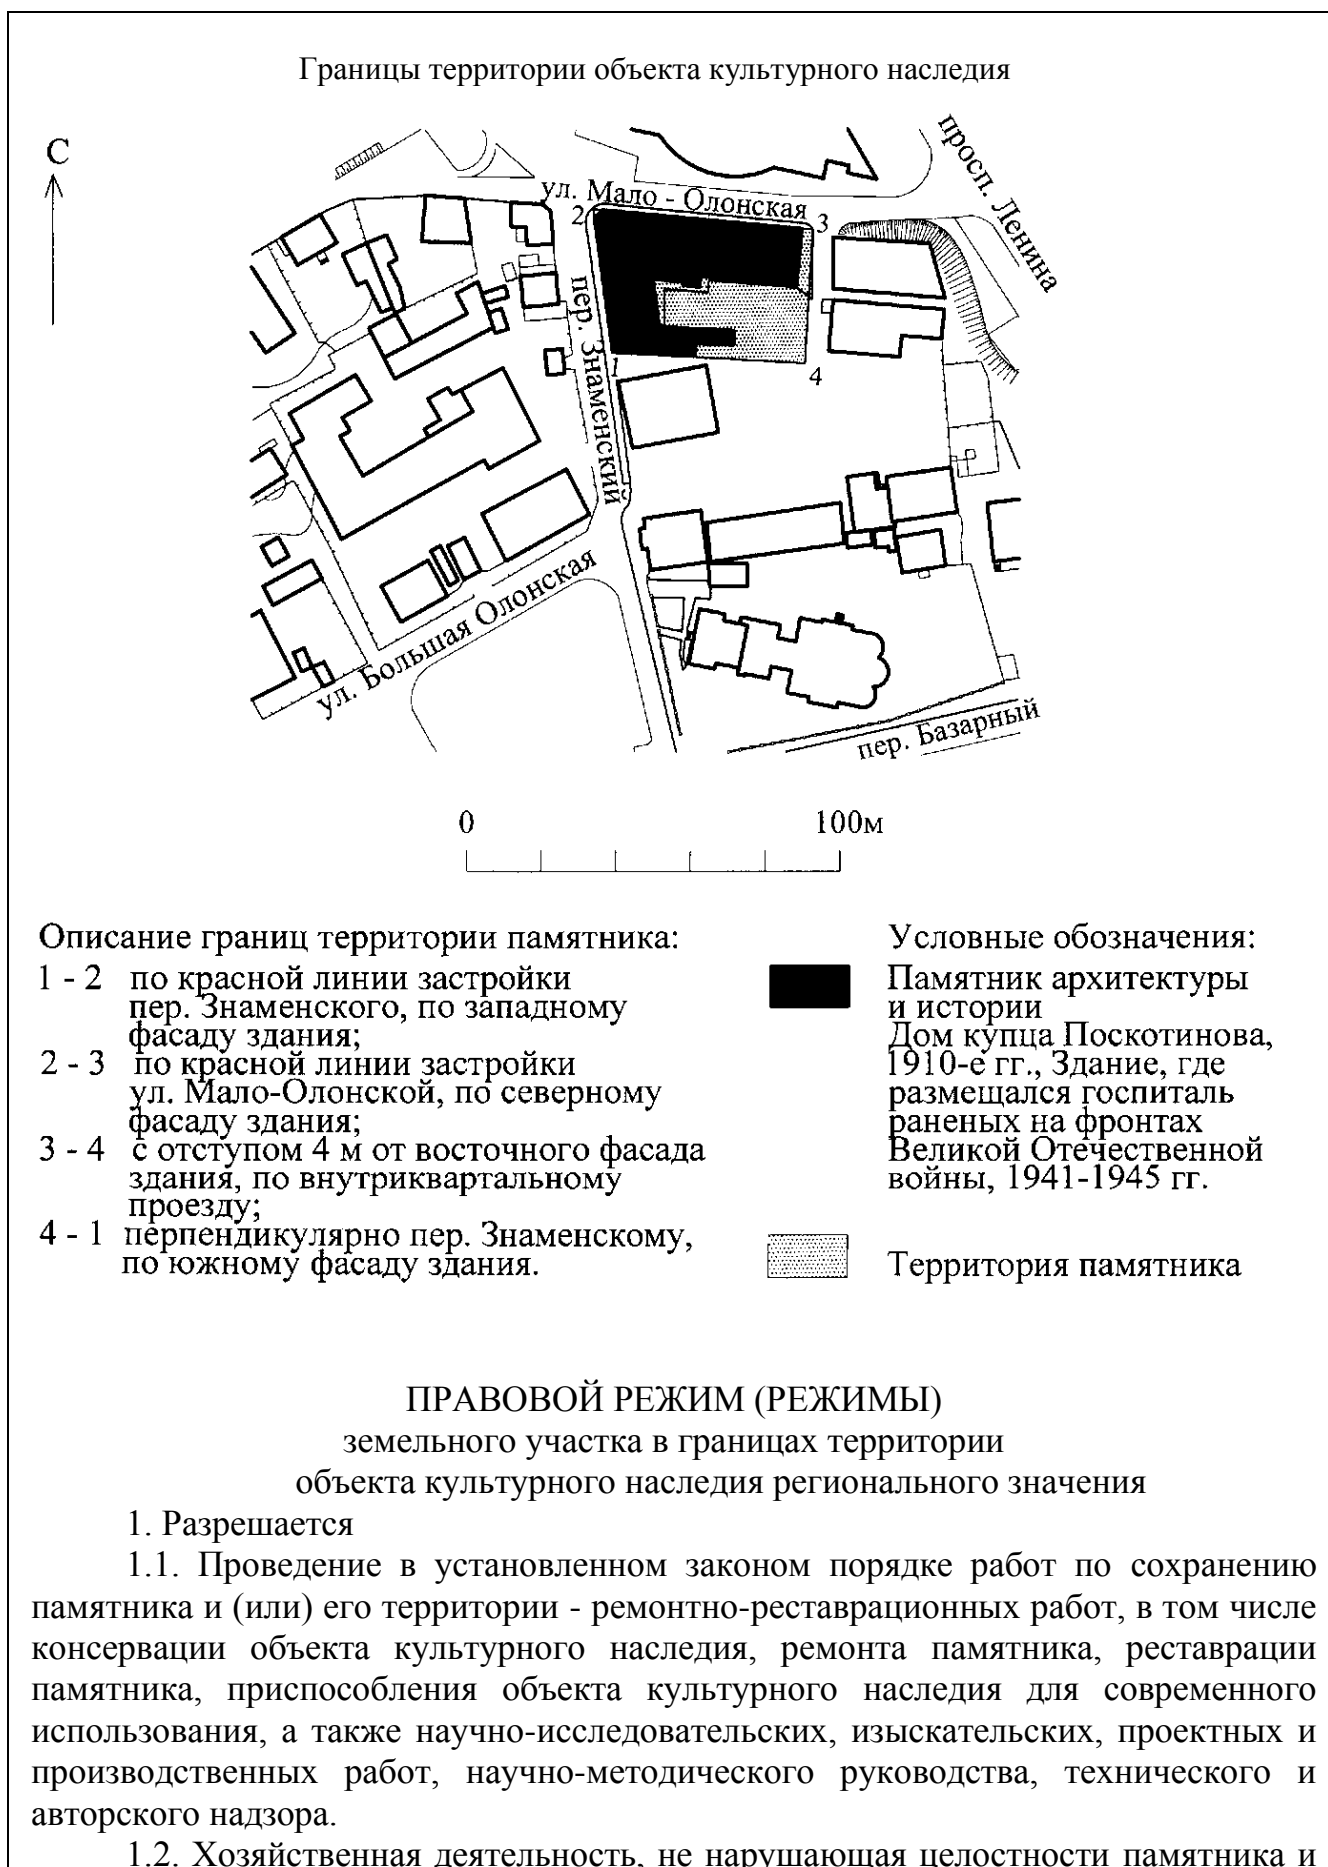 Границы территории объекта культурного наследия
С
просп. Ленина
ул. Мало - Олонская
2
3
пер. Знаменский
1
4
ул. Большая Олонская
пер. Базарный
0
100м
Описание границ территории памятника:
1 - 2 по красной линии застройки
пер. Знаменского, по западному
фасаду здания;
2 - 3 по красной линии застройки
ул. Мало-Олонской, по северному
фасаду здания;
3 - 4 с отступом 4 м от восточного фасада
здания, по внутриквартальному
проезду;
4 - 1 перпендикулярно пер. Знаменскому,
по южному фасаду здания.
Условные обозначения:
Памятник архитектуры
и истории
Дом купца Поскотинова,
1910-е гг., Здание, где
размещался госпиталь
раненых на фронтах
Великой Отечественной
войны, 1941-1945 гг.
Территория памятника
ПРАВОВОЙ РЕЖИМ (РЕЖИМЫ)
земельного участка в границах территории
объекта культурного наследия регионального значения
1. Разрешается
1.1. Проведение в установленном законом порядке работ по сохранению
памятника и (или) его территории - ремонтно-реставрационных работ, в том числе
консервации объекта культурного наследия, ремонта памятника, реставрации
памятника, приспособления объекта культурного наследия для современного
использования, а также научно-исследовательских, изыскательских, проектных и
производственных работ, научно-методического руководства, технического и
авторского надзора.
1.2. Хозяйственная деятельность, не нарушающая целостности памятника и